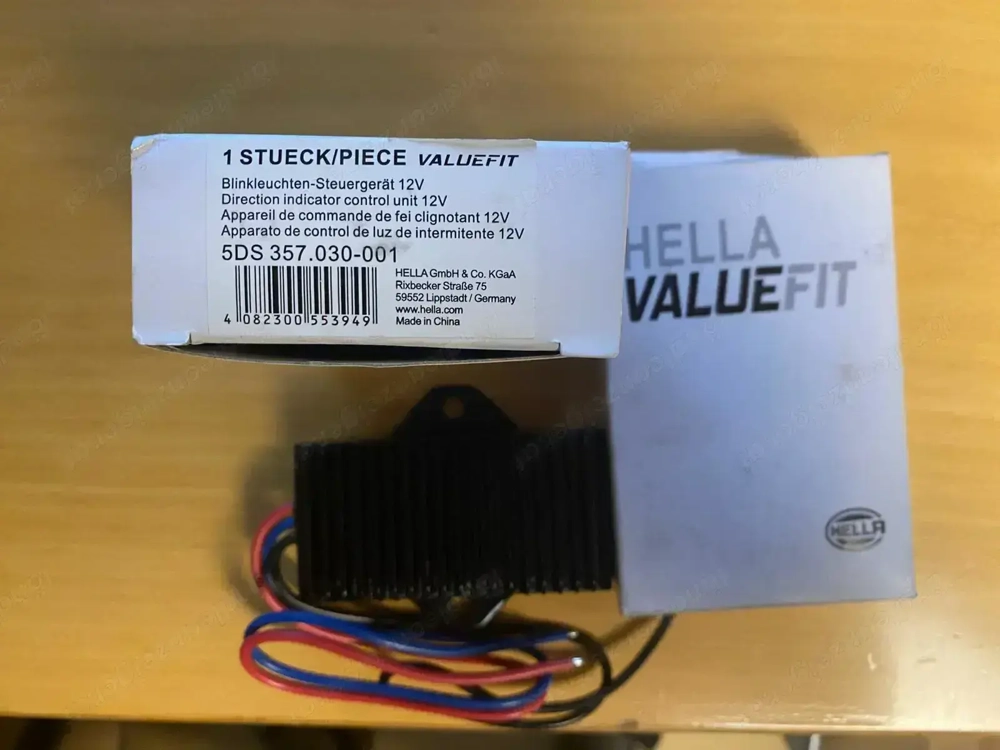 1 STUECK/PIECE VALUEFIT
Blinkleuchten-Steuergerät 12V
Direction indicator control unit 12V
Appareil de commande de fei clignotant 12V
Apparato de control de luz de intermitente 12V
5DS 357.030-001
HELLA GmbH & Co. KGaA
Rixbecker Straße 75
59552 Lippstadt / Germany
www.hella.com
Made in China
4 082300 553949
HELLA
VALUEFIT
HELLA